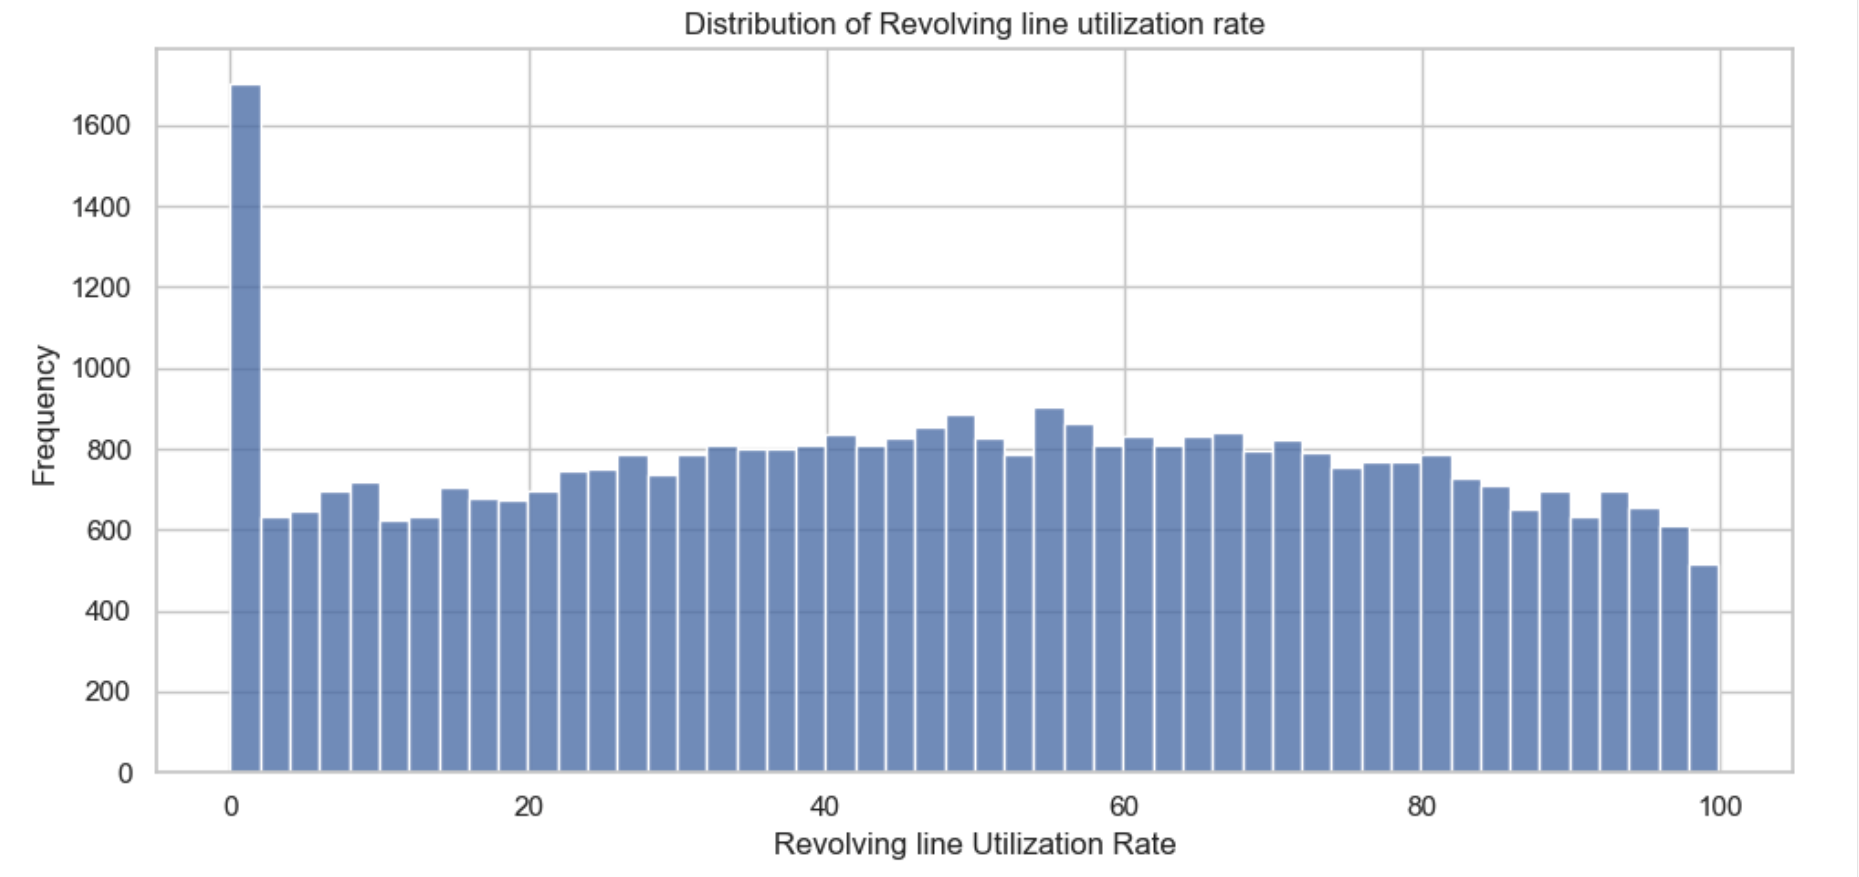 Distribution of Revolving line utilization rate
Frequency
1600
1400
1200
1000
800
600
400
200
0
0 20 40 60 80 100
Revolving line Utilization Rate